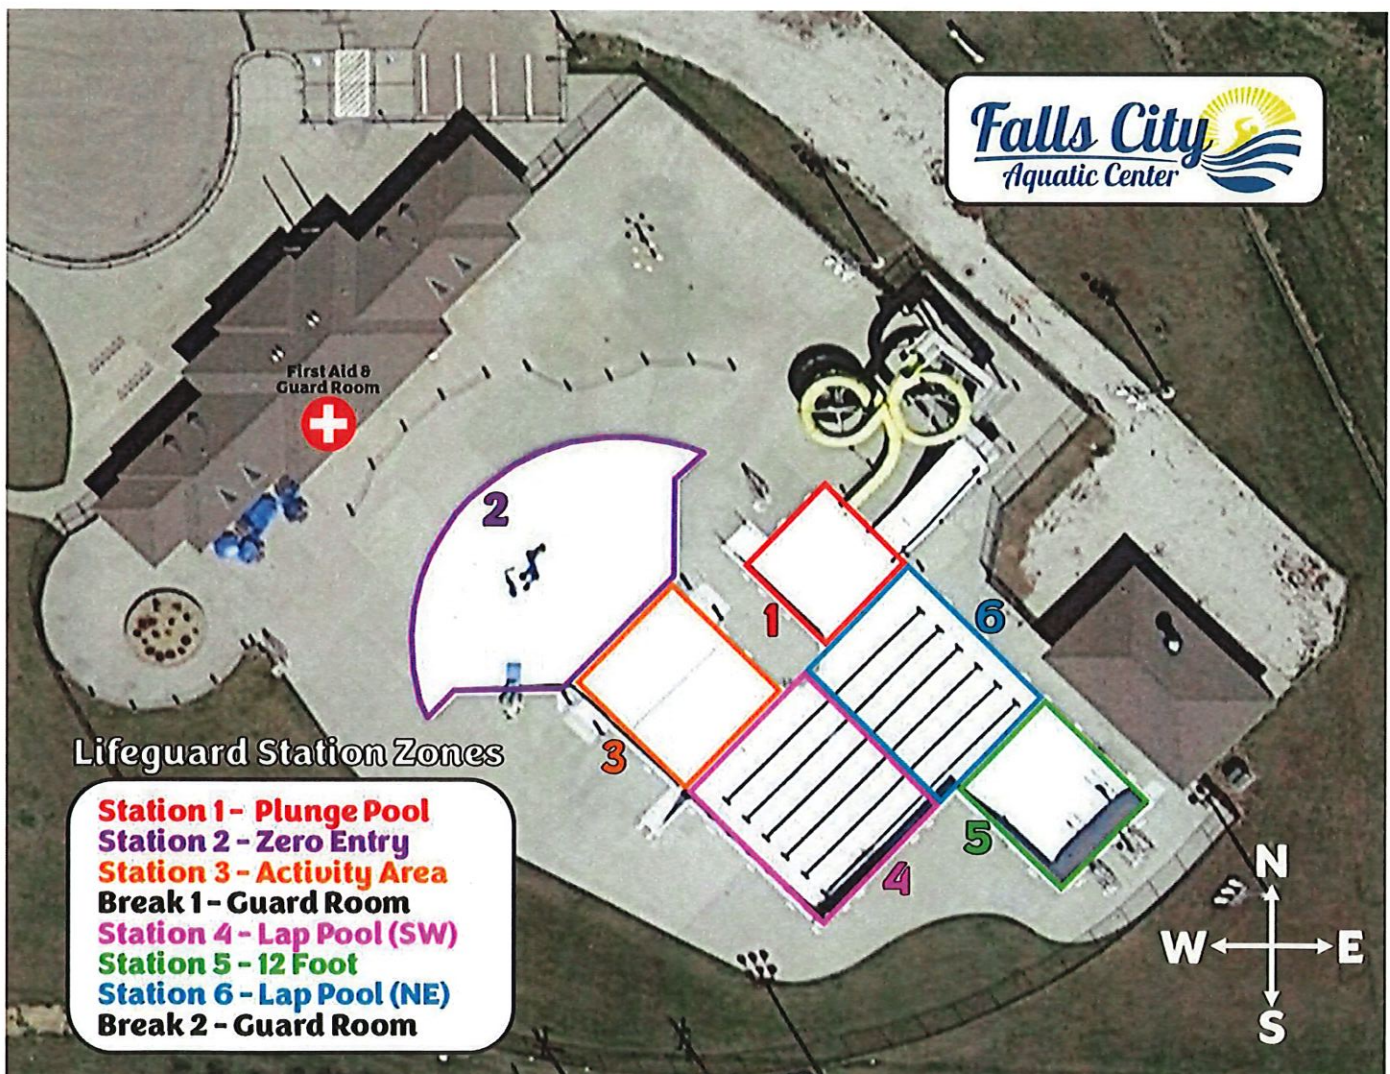 Falls City
Aquatic Center
First Aid &
Guard Room
2
1
6
3
5
4
Lifeguard Station Zones
Station 1 - Plunge Pool
Station 2 - Zero Entry
Station 3 - Activity Area
Break 1 - Guard Room
Station 4 - Lap Pool (SW)
Station 5 - 12 Foot
Station 6 - Lap Pool (NE)
Break 2 - Guard Room
N
W E
S